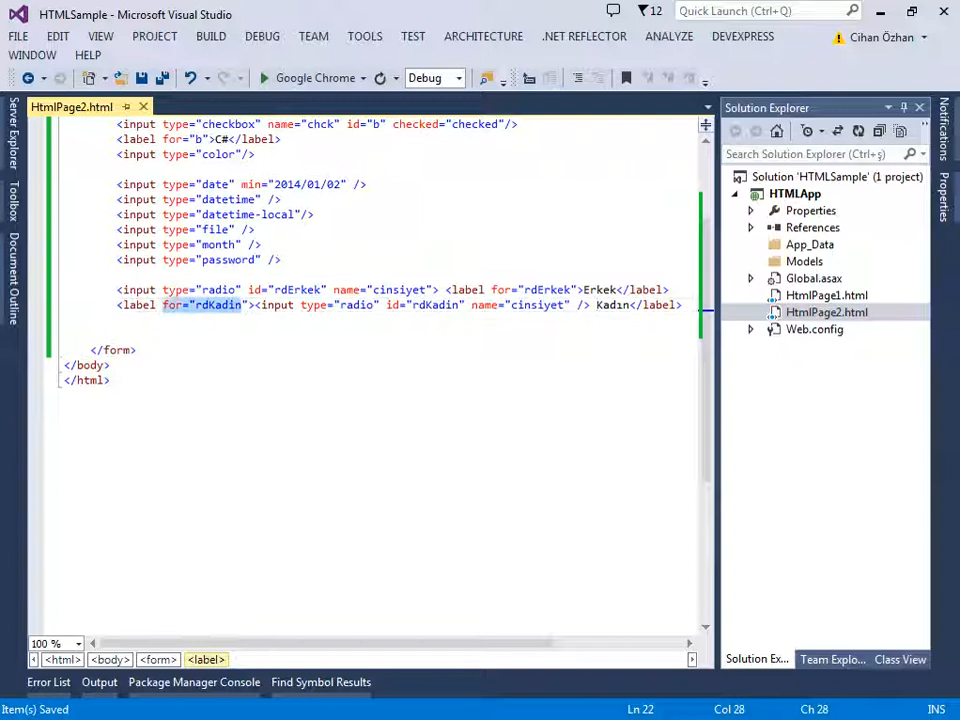 HTMLSample - Microsoft Visual Studio
12
Quick Launch (Ctrl+Q)
FILE EDIT VIEW PROJECT BUILD DEBUG TEAM TOOLS TEST ARCHITECTURE .NET REFLECTOR ANALYZE DEVEXPRESS
Cihan Özhan
WINDOW HELP
Google Chrome
Debug
Server Explorer
Toolbox
Document Outline
HtmlPage2.html
<input type="checkbox" name="chck" id="b" checked="checked"/>
<label for="b">C#</label>
<input type="color"/>
<input type="date" min="2014/01/02" />
<input type="datetime" />
<input type="datetime-local"/>
<input type="file" />
<input type="month" />
<input type="password" />
<input type="radio" id="rdErkek" name="cinsiyet"> <label for="rdErkek">Erkek</label>
<label for="rdKadin"><input type="radio" id="rdKadin" name="cinsiyet" /> Kadın</label>
</form>
</body>
</html>
100 %
<html> <body> <form> <label>
Solution Explorer
Search Solution Explorer (Ctrl+ş)
Solution 'HTMLSample' (1 project)
HTMLApp
Properties
References
App_Data
Models
Global.asax
HtmlPage1.html
HtmlPage2.html
Web.config
Solution Ex... Team Explo... Class View
Notifications
Properties
Error List Output Package Manager Console Find Symbol Results
Item(s) Saved
Ln 22 Col 28 Ch 28 INS